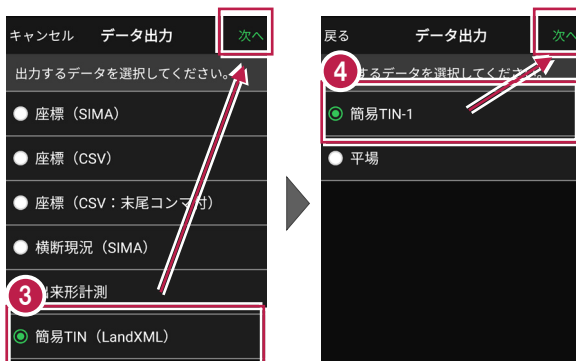 キャンセル データ出力 次へ
出力するデータを選択してください。
座標（SIMA）
座標（CSV）
座標（CSV：末尾コンマ付）
横断現況（SIMA）
3 出来形計測
簡易TIN（LandXML）
戻る データ出力 次へ
4 するデータを選択してください。
簡易TIN-1
平場